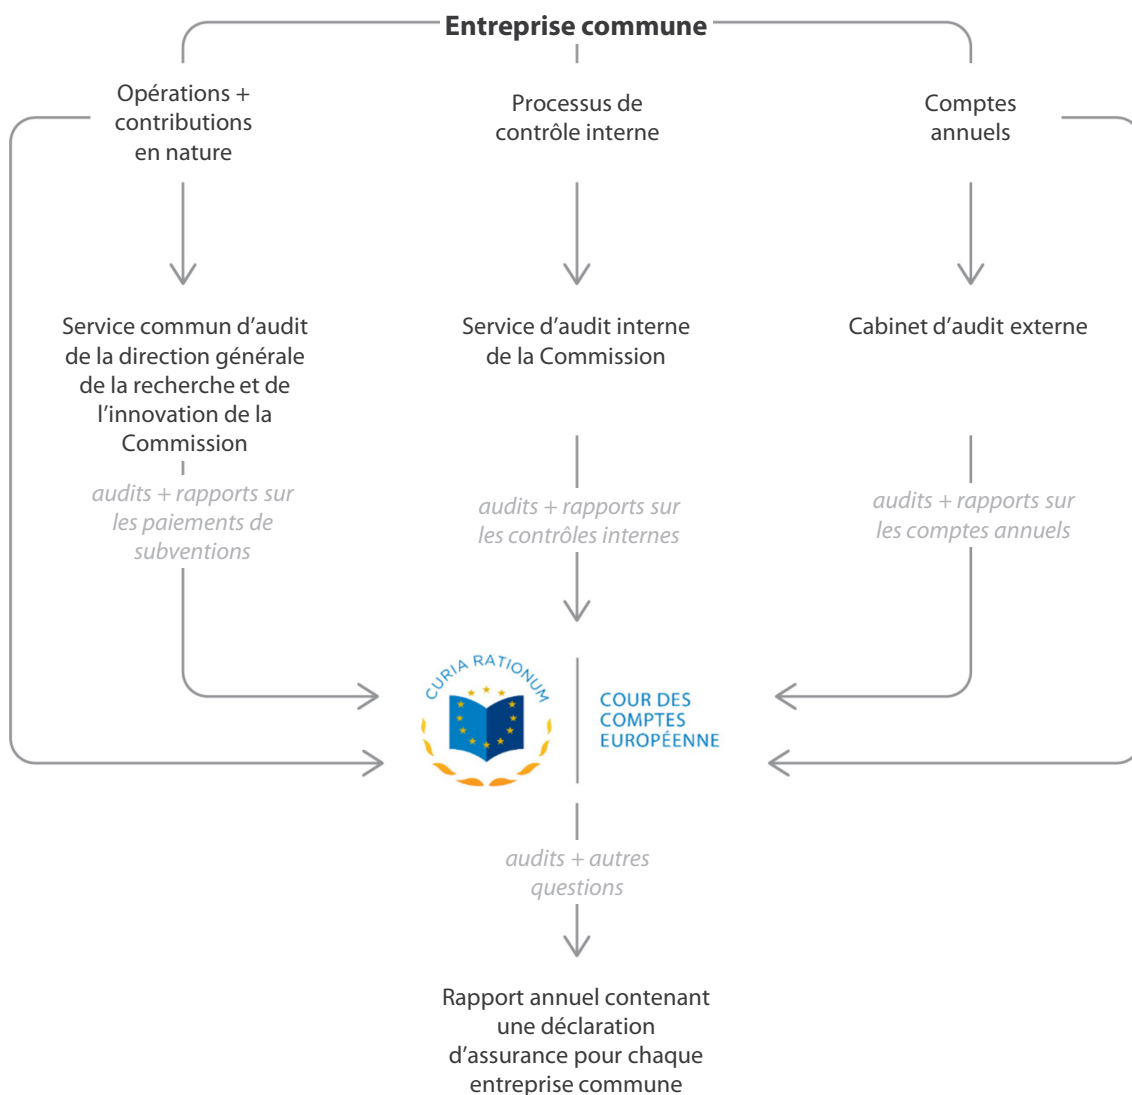 Entreprise commune
Opérations +
contributions
en nature
Processus de
contrôle interne
Comptes
annuels
Service commun d'audit
de la direction générale
de la recherche et de
l'innovation de la
Commission
Service d'audit interne
de la Commission
Cabinet d'audit externe
audits + rapports sur
les paiements de
subventions
audits + rapports sur
les contrôles internes
audits + rapports sur
les comptes annuels
CURIA RATIONUM
COUR DES
COMPTES
EUROPÉENNE
audits + autres
questions
Rapport annuel contenant
une déclaration
d'assurance pour chaque
entreprise commune